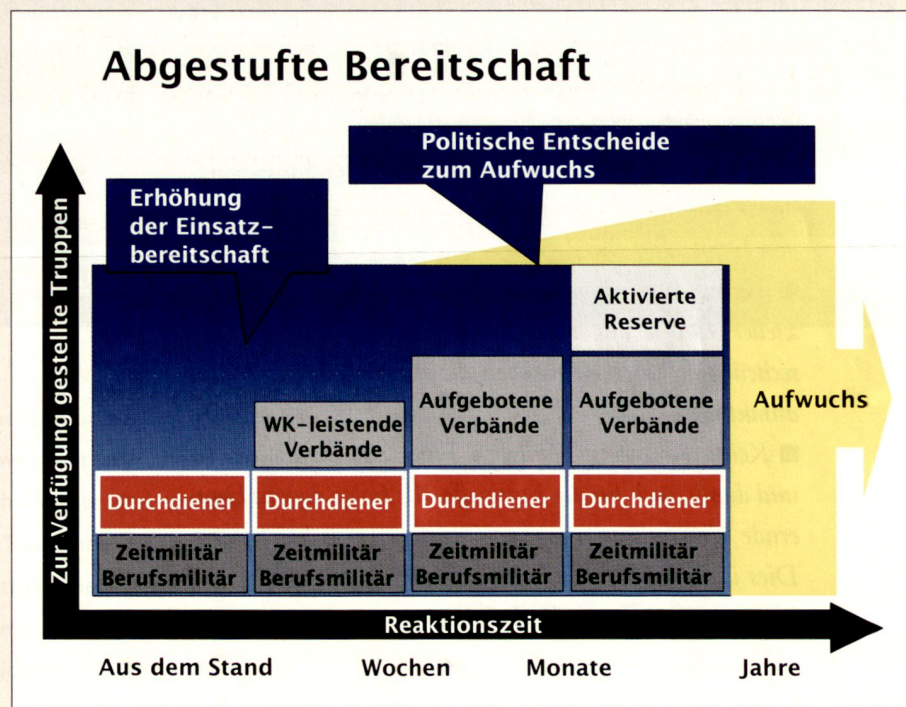 Abgestufte Bereitschaft
Politische Entscheide
zum Aufwuchs
Erhöhung
der Einsatz-
bereitschaft
Zur Verfügung gestellte Truppen
Aktivierte
Reserve
WK-leistende
Verbände
Aufgebotene
Verbände
Aufgebotene
Verbände
Aufwuchs
Durchdiener
Durchdiener
Durchdiener
Durchdiener
Zeitmilitär
Berufsmilitär
Zeitmilitär
Berufsmilitär
Zeitmilitär
Berufsmilitär
Zeitmilitär
Berufsmilitär
Reaktionszeit
Aus dem Stand
Wochen
Monate
Jahre